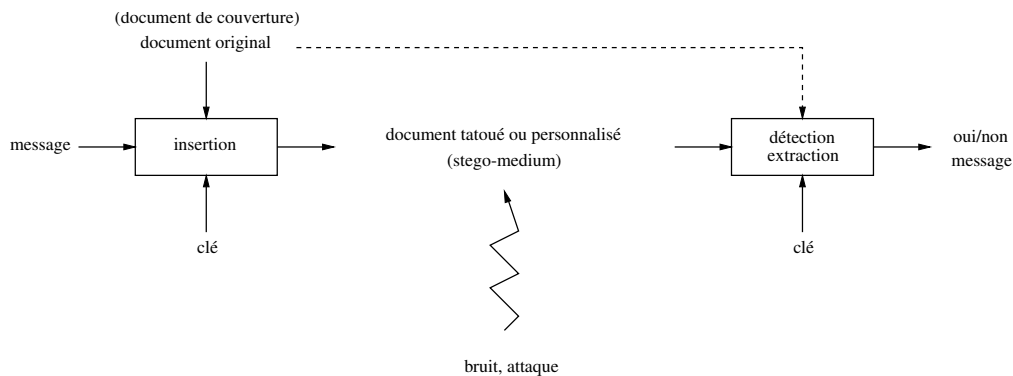 (document de couverture)
document original
message
insertion
document tatoué ou personnalisé
(stego-medium)
détection
extraction
oui/non
message
clé
clé
bruit, attaque